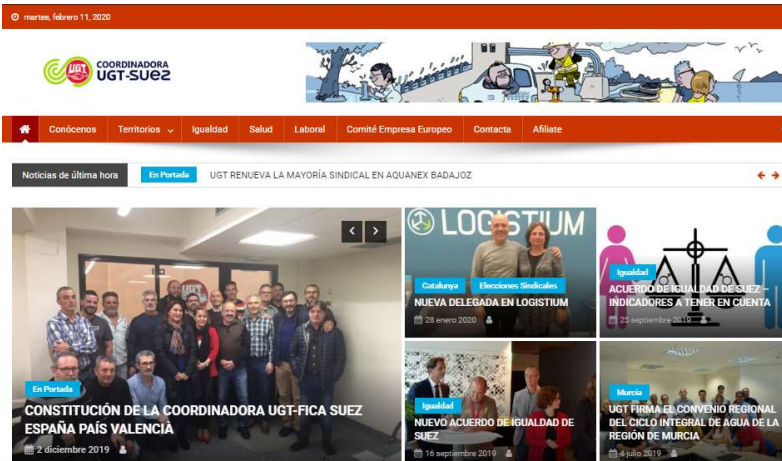 martes, febrero 11, 2020
UGT
COORDINADORA
UGT-SUEZ
Conócenos Territorios Igualdad Salud Laboral Comité Empresa Europeo Contacta Afiliate
Noticias de última hora En Portada UGT RENUEVA LA MAYORÍA SINDICAL EN AQUANEX BADAJOZ
UGT
En Portada
CONSTITUCIÓN DE LA COORDINADORA UGT-FICA SUEZ
ESPAÑA PAÍS VALENCIÀ
2 diciembre 2019
LOGISTIUM
Catalunya Elecciones Sindicales
NUEVA DELEGADA EN LOGISTIUM
28 enero 2020
Igualdad
ACUERDO DE IGUALDAD DE SUEZ –
INDICADORES A TENER EN CUENTA
25 septiembre 2019
Igualdad
NUEVO ACUERDO DE IGUALDAD DE
SUEZ
16 septiembre 2019
Murcia
UGT FIRMA EL CONVENIO REGIONAL
DEL CICLO INTEGRAL DE AGUA DE LA
REGIÓN DE MURCIA
4 julio 2019